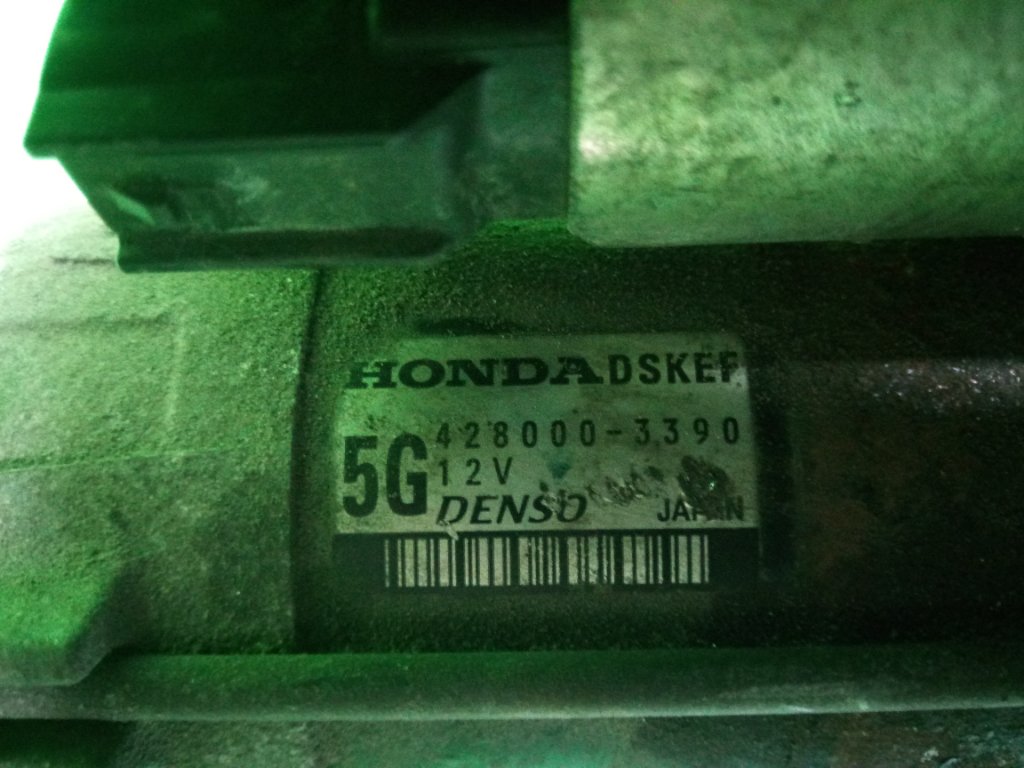 HONDA DSKEF
5G 428000-3390
12V
DENSO JAPAN